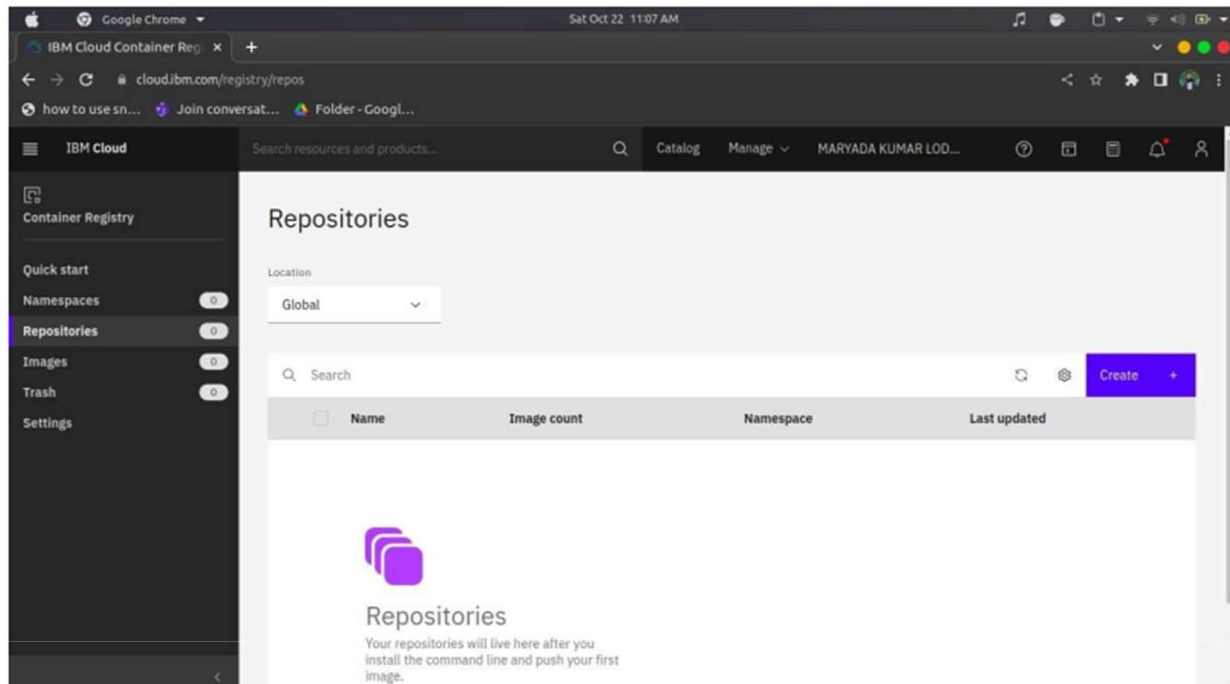 Google Chrome
Sat Oct 22 11:07 AM
IBM Cloud Container Reg
cloud.ibm.com/registry/repos
how to use sn...
Join conversat...
Folder - Googl...
IBM Cloud
Search resources and products...
Catalog
Manage
MARYADA KUMAR LOD...
Container Registry
Quick start
Namespaces 0
Repositories 0
Images 0
Trash 0
Settings
Repositories
Location
Global
Search
Create +
Name
Image count
Namespace
Last updated
Repositories
Your repositories will live here after you
install the command line and push your first
image.